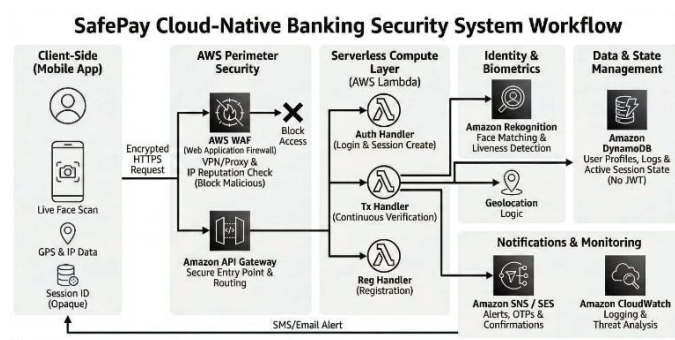 SafePay Cloud-Native Banking Security System Workflow
Client-Side
(Mobile App)
Live Face Scan
GPS & IP Data
Session ID
(Opaque)
Encrypted
HTTPS
Request
AWS Perimeter
Security
AWS WAF
(Web Application Firewall)
VPN/Proxy &
IP Reputation Check
(Block Malicious)
Block
Access
Amazon API Gateway
Secure Entry Point &
Routing
Serverless Compute
Layer
(AWS Lambda)
Auth Handler
(Login & Session Create)
Tx Handler
(Continuous Verification)
Reg Handler
(Registration)
Identity &
Biometrics
Amazon Rekognition
Face Matching &
Liveness Detection
Geolocation
Logic
Data & State
Management
Amazon
DynamoDB
User Profiles, Logs &
Active Session State
(No JWT)
Notifications & Monitoring
Amazon SNS / SES
Alerts, OTPs &
Confirmations
Amazon CloudWatch
Logging &
Threat Analysis
SMS/Email Alert